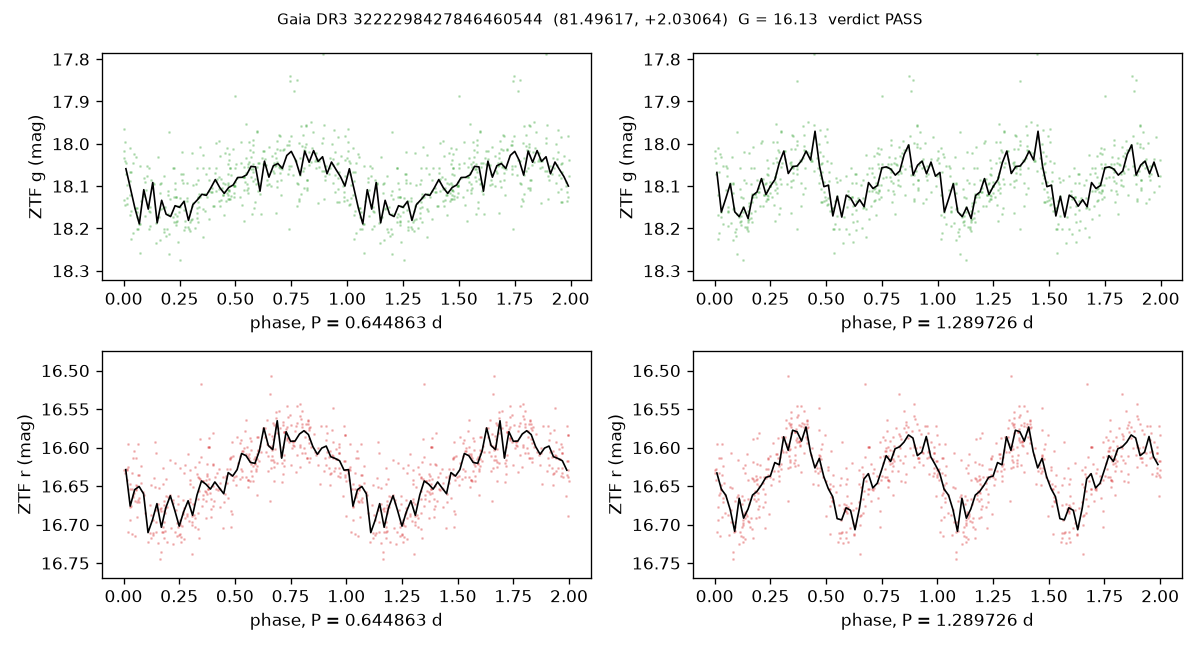 Gaia DR3 3222298427846460544 (81.49617, +2.03064) G = 16.13 verdict PASS
17.8
17.9
18.0
18.1
18.2
18.3
ZTF g (mag)
0.00 0.25 0.50 0.75 1.00 1.25 1.50 1.75 2.00
phase, P = 0.644863 d
17.8
17.9
18.0
18.1
18.2
18.3
ZTF g (mag)
0.00 0.25 0.50 0.75 1.00 1.25 1.50 1.75 2.00
phase, P = 1.289726 d
16.50
16.55
16.60
16.65
16.70
16.75
ZTF r (mag)
0.00 0.25 0.50 0.75 1.00 1.25 1.50 1.75 2.00
phase, P = 0.644863 d
16.50
16.55
16.60
16.65
16.70
16.75
ZTF r (mag)
0.00 0.25 0.50 0.75 1.00 1.25 1.50 1.75 2.00
phase, P = 1.289726 d